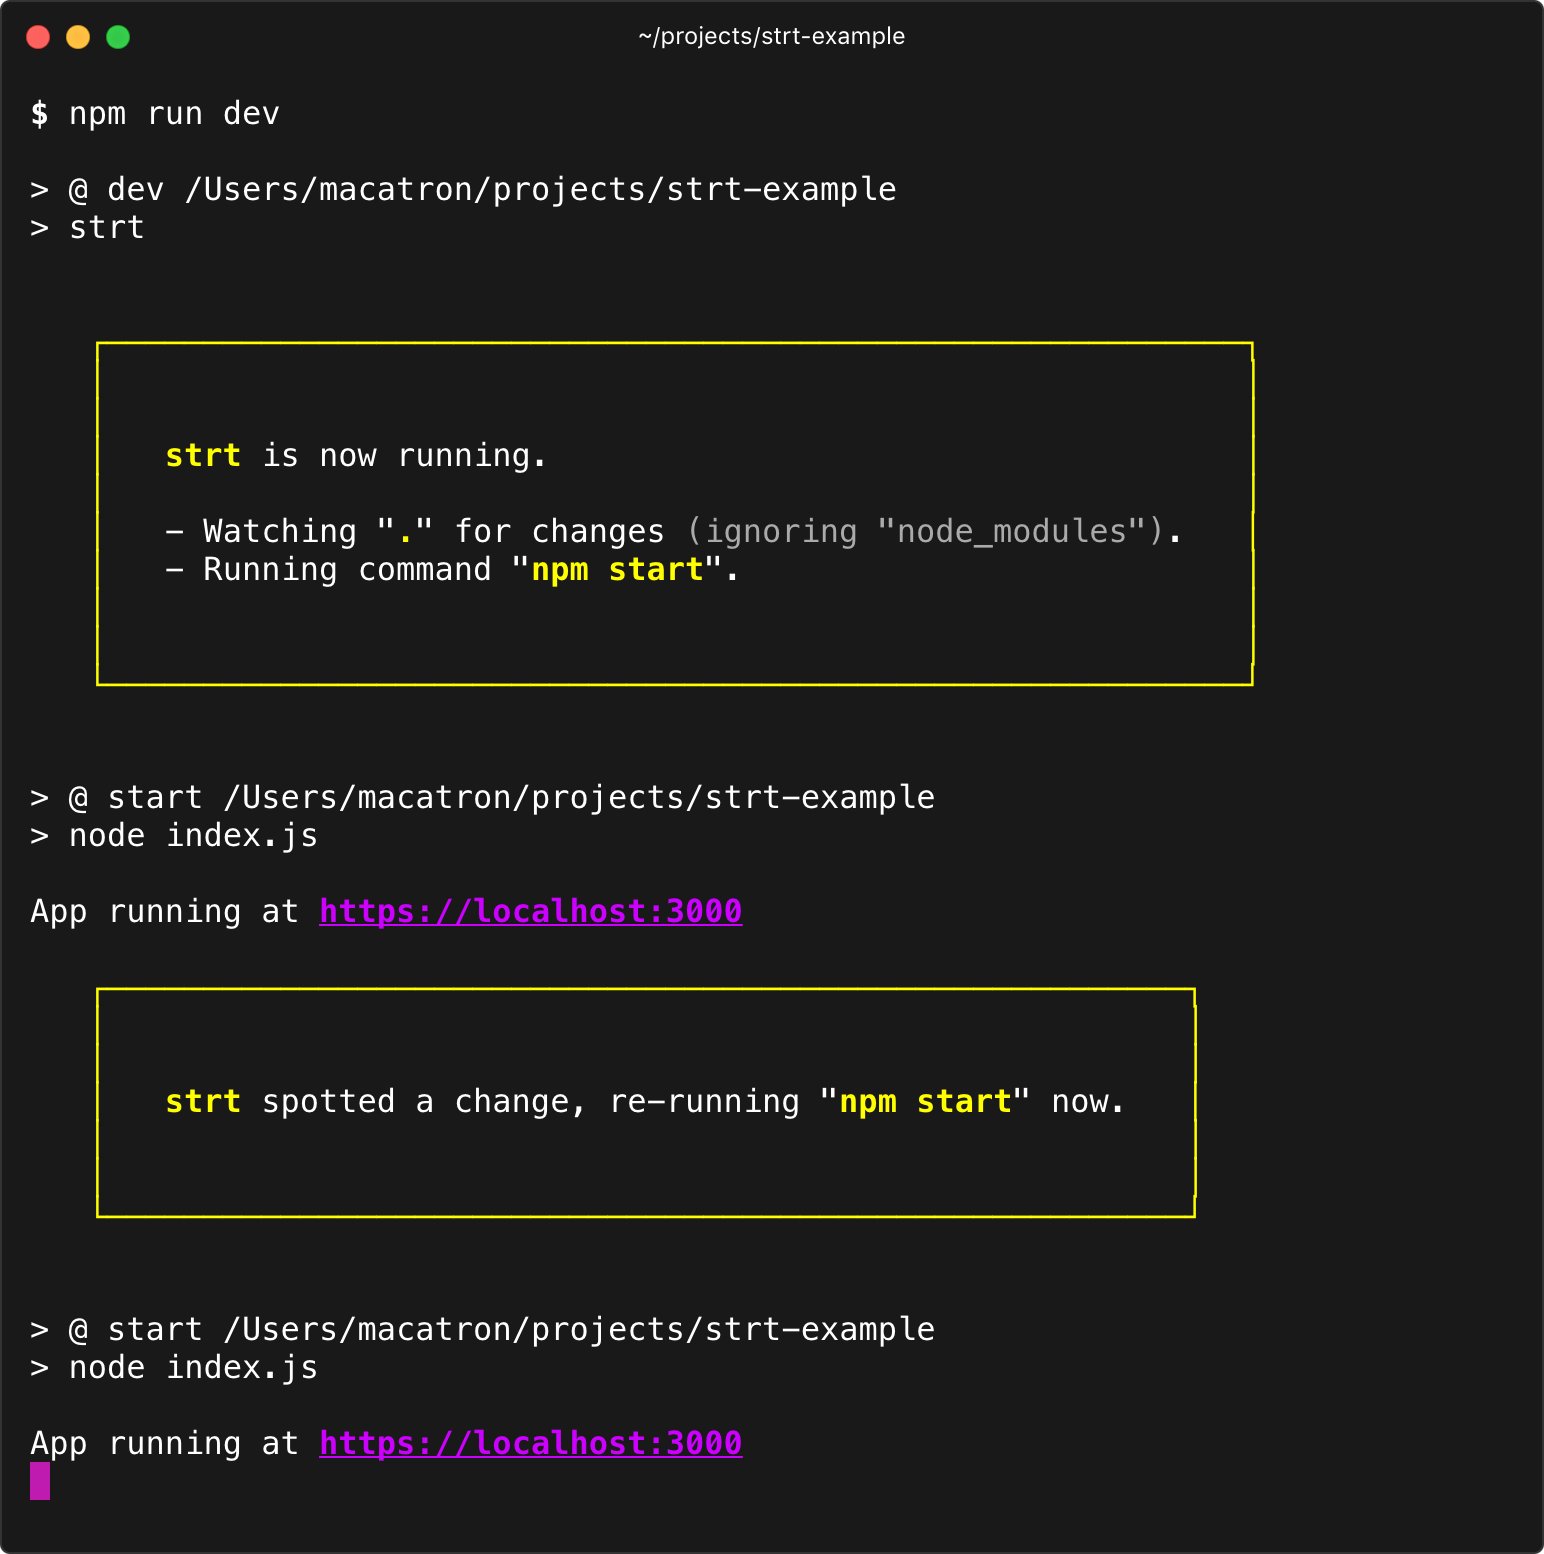 ~/projects/strt-example
$ npm run dev
> @ dev /Users/macatron/projects/strt-example
> strt
strt is now running.
- Watching "." for changes (ignoring "node_modules").
- Running command "npm start".
> @ start /Users/macatron/projects/strt-example
> node index.js
App running at https://localhost:3000
strt spotted a change, re-running "npm start" now.
> @ start /Users/macatron/projects/strt-example
> node index.js
App running at https://localhost:3000